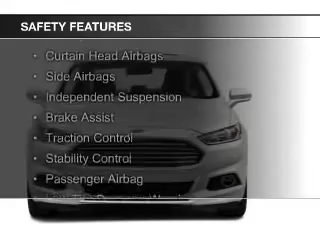 SAFETY FEATURES
• Curtain Head Airbags
• Side Airbags
• Independent Suspension
• Brake Assist
• Traction Control
• Stability Control
• Passenger Airbag